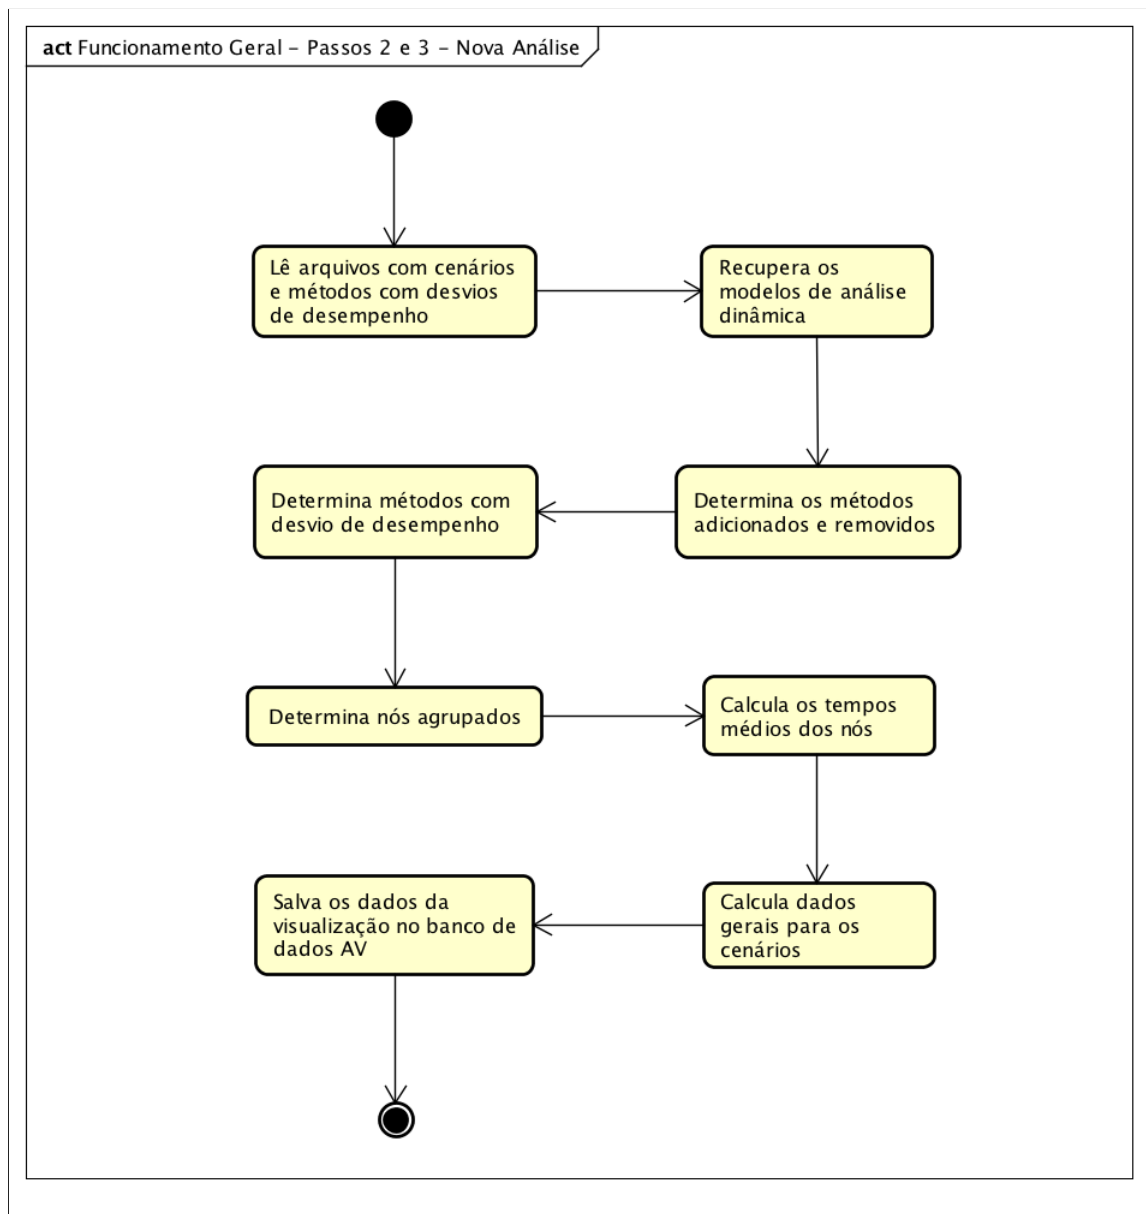 act Funcionamento Geral – Passos 2 e 3 – Nova Análise
Lê arquivos com cenários
e métodos com desvios
de desempenho
Recupera os
modelos de análise
dinâmica
Determina os métodos
adicionados e removidos
Determina métodos com
desvio de desempenho
Determina nós agrupados
Calcula os tempos
médios dos nós
Calcula dados
gerais para os
cenários
Salva os dados da
visualização no banco de
dados AV